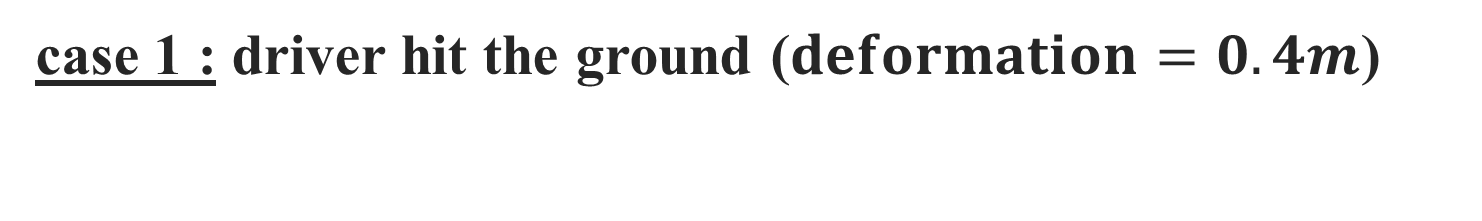 case 1 : driver hit the ground (deformation = 0.4m)